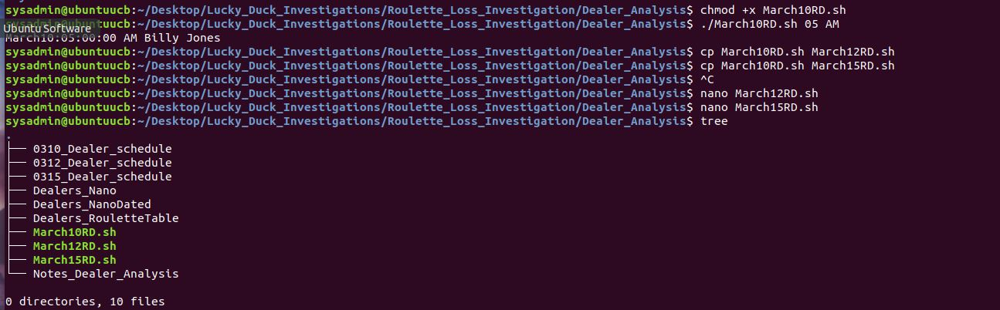 sysadmin@ubuntuucb:~/Desktop/Lucky_Duck_Investigations/Roulette_Loss_Investigation/Dealer_Analysis$ chmod +x March10RD.sh
sysadmin@ubuntuucb:~/Desktop/Lucky_Duck_Investigations/Roulette_Loss_Investigation/Dealer_Analysis$ ./March10RD.sh 05 AM
Ubuntu Software
March10:05:00:00 AM Billy Jones
sysadmin@ubuntuucb:~/Desktop/Lucky_Duck_Investigations/Roulette_Loss_Investigation/Dealer_Analysis$ cp March10RD.sh March12RD.sh
sysadmin@ubuntuucb:~/Desktop/Lucky_Duck_Investigations/Roulette_Loss_Investigation/Dealer_Analysis$ cp March10RD.sh March15RD.sh
sysadmin@ubuntuucb:~/Desktop/Lucky_Duck_Investigations/Roulette_Loss_Investigation/Dealer_Analysis$ ^C
sysadmin@ubuntuucb:~/Desktop/Lucky_Duck_Investigations/Roulette_Loss_Investigation/Dealer_Analysis$ nano March12RD.sh
sysadmin@ubuntuucb:~/Desktop/Lucky_Duck_Investigations/Roulette_Loss_Investigation/Dealer_Analysis$ nano March15RD.sh
sysadmin@ubuntuucb:~/Desktop/Lucky_Duck_Investigations/Roulette_Loss_Investigation/Dealer_Analysis$ tree
.
├── 0310_Dealer_schedule
├── 0312_Dealer_schedule
├── 0315_Dealer_schedule
├── Dealers_Nano
├── Dealers_NanoDated
├── Dealers_RouletteTable
├── March10RD.sh
├── March12RD.sh
├── March15RD.sh
└── Notes_Dealer_Analysis
0 directories, 10 files